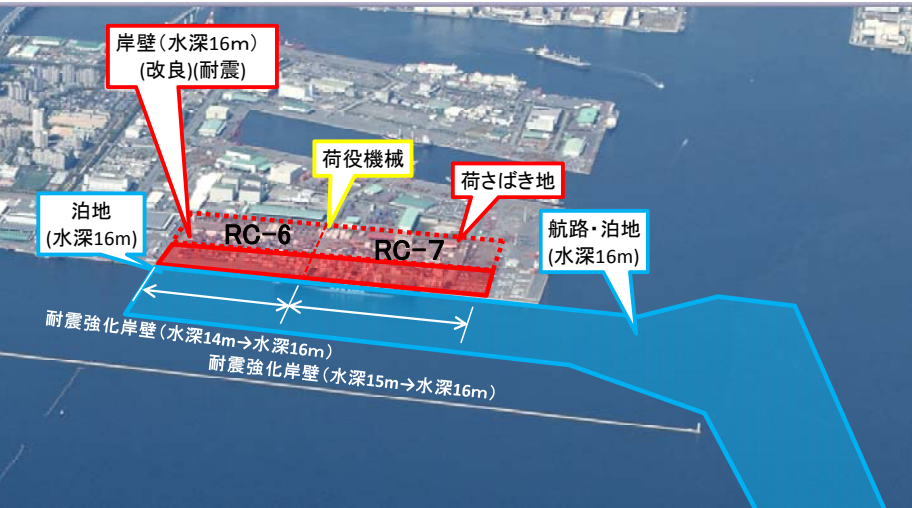 岸壁（水深16m）
(改良)(耐震)
荷役機械
荷さばき地
泊地
(水深16m)
航路・泊地
(水深16m)
RC-6
RC-7
耐震強化岸壁（水深14m→水深16m）
耐震強化岸壁（水深15m→水深16m）